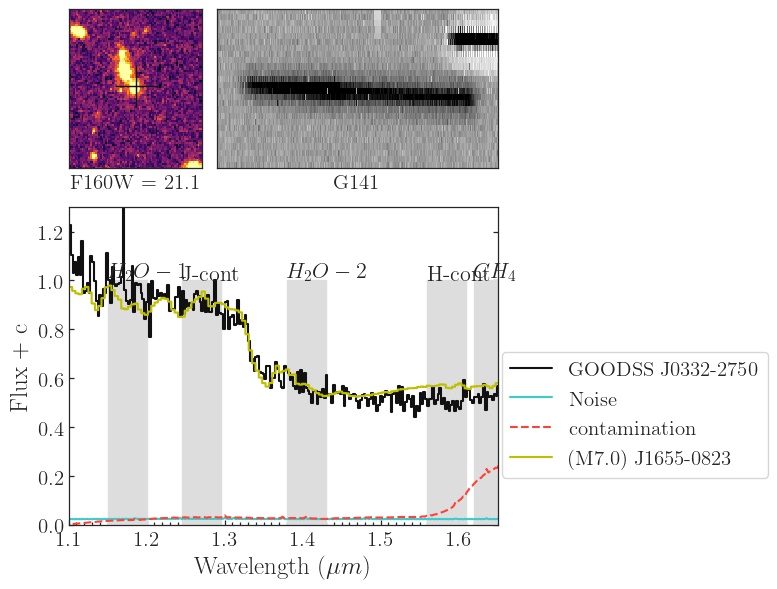 F160W = 21.1
G141
H₂O − 1
J-cont
H₂O − 2
H-cont
CH₄
1.2
1.0
0.8
0.6
0.4
0.2
0.0
Flux + c
1.1
1.2
1.3
1.4
1.5
1.6
Wavelength (μm)
GOODSS J0332-2750
Noise
contamination
(M7.0) J1655-0823